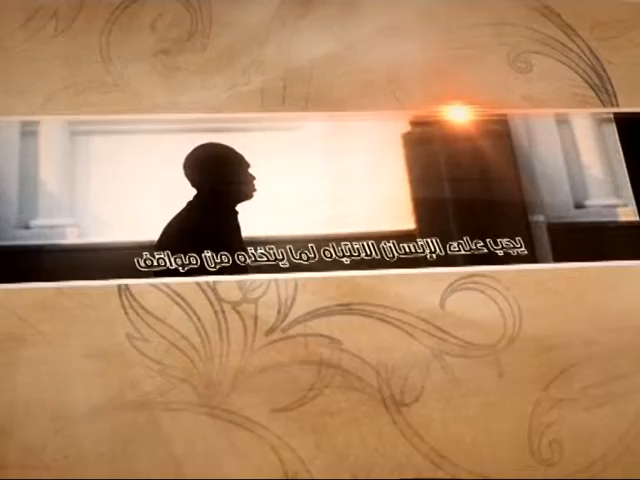 يجب على الإنسان الانتباه لما يتخذه من مواقف